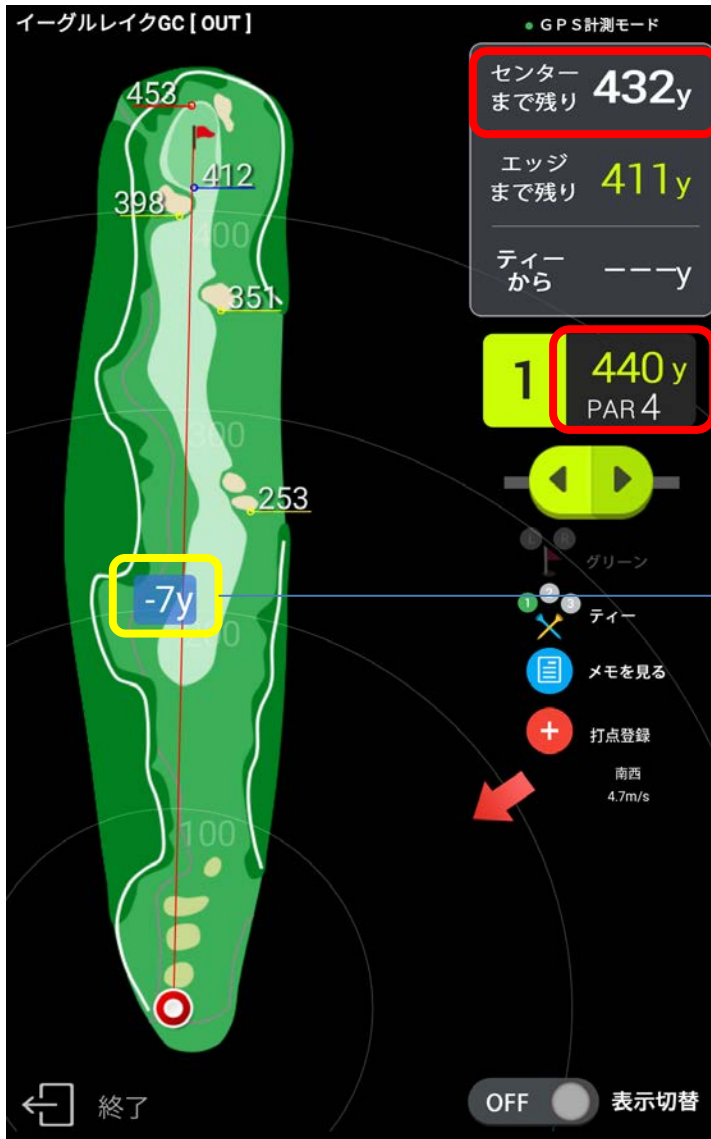 イーグルレイクGC [ OUT ]
● GPS計測モード
センター
まで残り 432y
エッジ
まで残り 411y
ティー
から −−−y
1 440 y
PAR 4
453
412
398
400
351
300
253
-7y
200
100
L R
グリーン
1 2 3
ティー
メモを見る
+ 打点登録
南西
4.7m/s
終了
OFF 表示切替